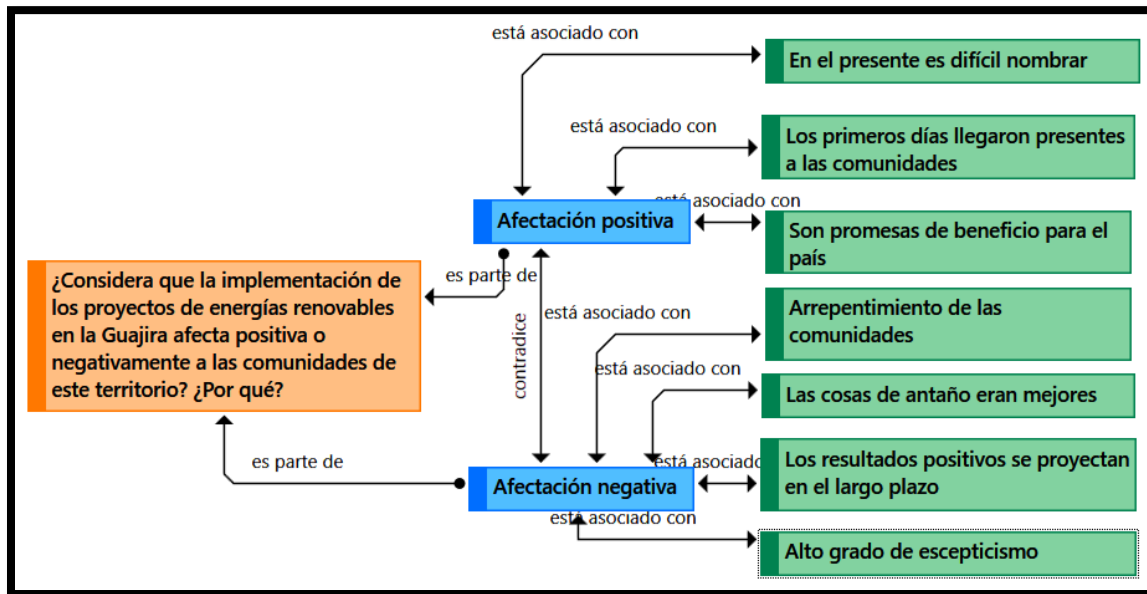 está asociado con
En el presente es difícil nombrar
está asociado con
Los primeros días llegaron presentes
a las comunidades
está asociado con
Afectación positiva
Son promesas de beneficio para el
país
es parte de
¿Considera que la implementación de
los proyectos de energías renovables
en la Guajira afecta positiva o
negativamente a las comunidades de
este territorio? ¿Por qué?
contradice
está asociado con
Arrepentimiento de las
comunidades
está asociado con
Las cosas de antaño eran mejores
es parte de
está asociado
Afectación negativa
Los resultados positivos se proyectan
en el largo plazo
está asociado con
Alto grado de escepticismo